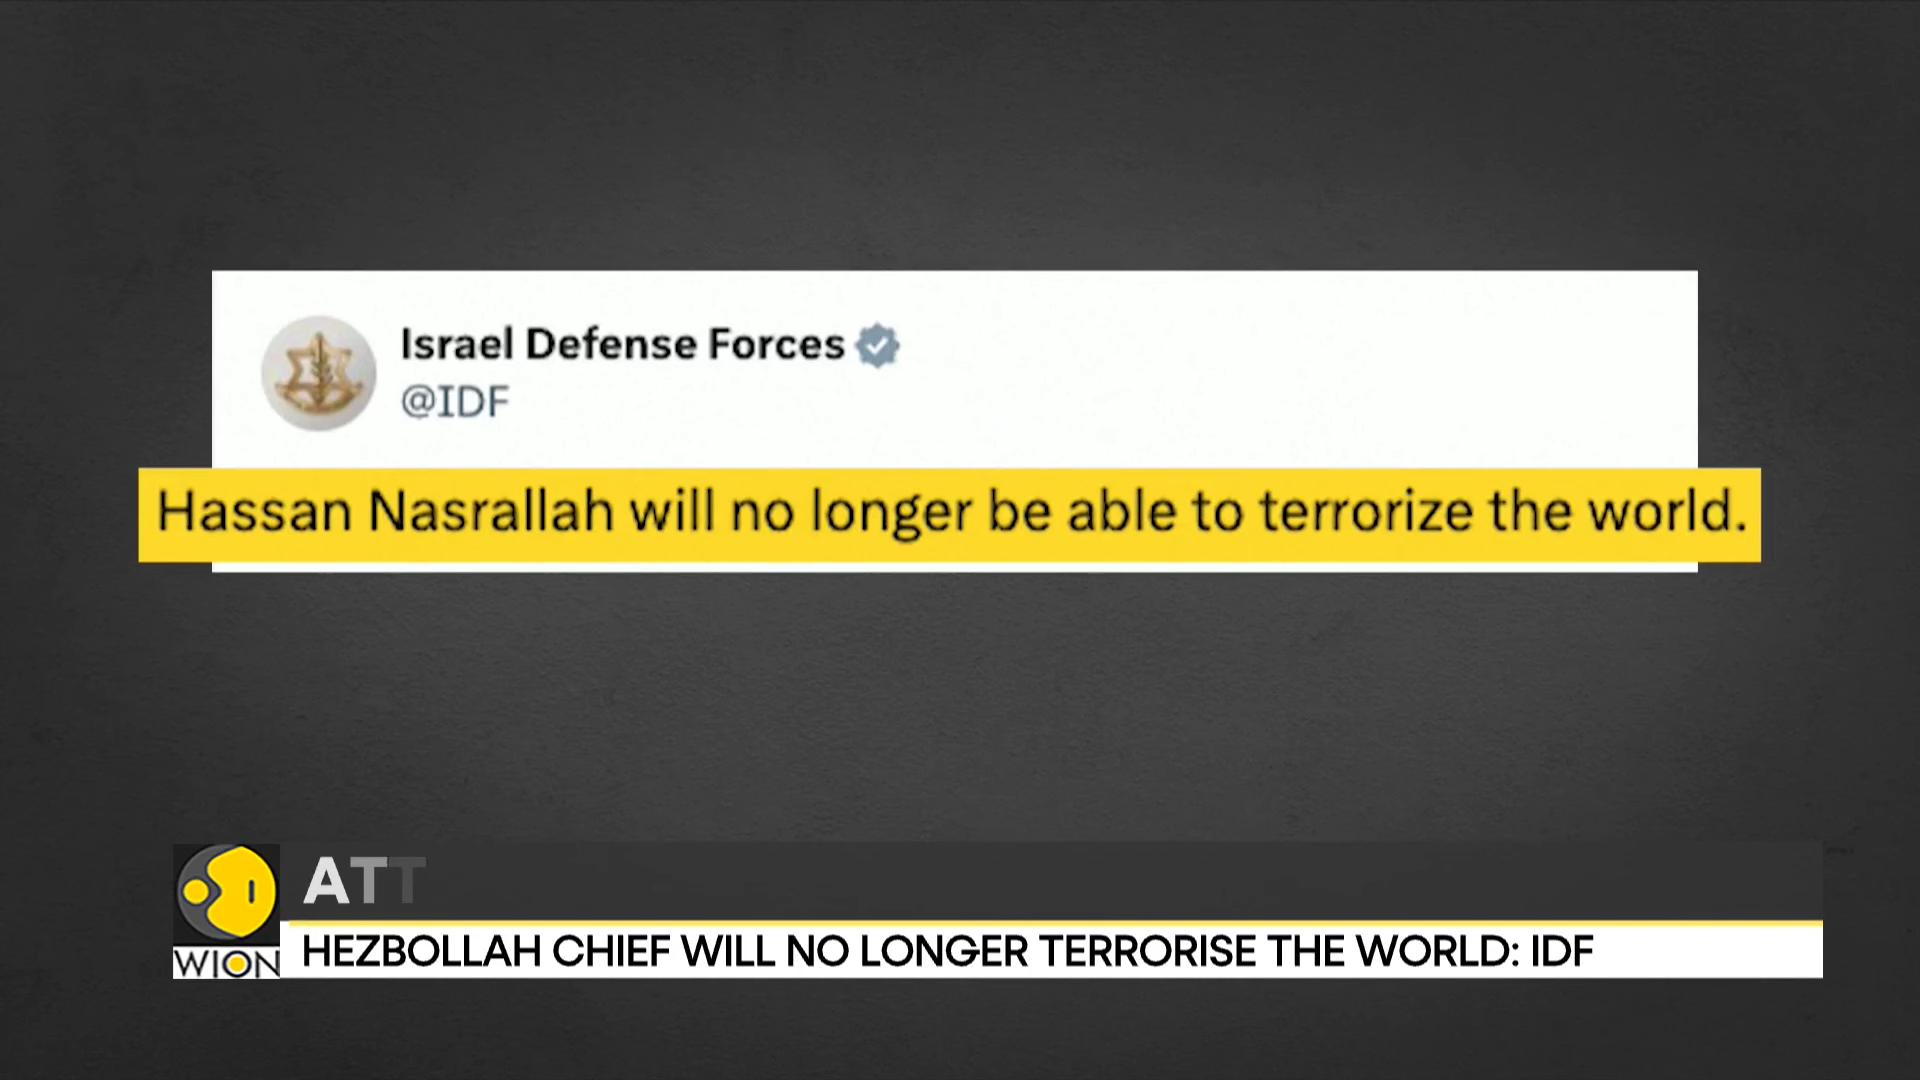 Israel Defense Forces
@IDF
Hassan Nasrallah will no longer be able to terrorize the world.
ATT
HEZBOLLAH CHIEF WILL NO LONGER TERRORISE THE WORLD: IDF
WION